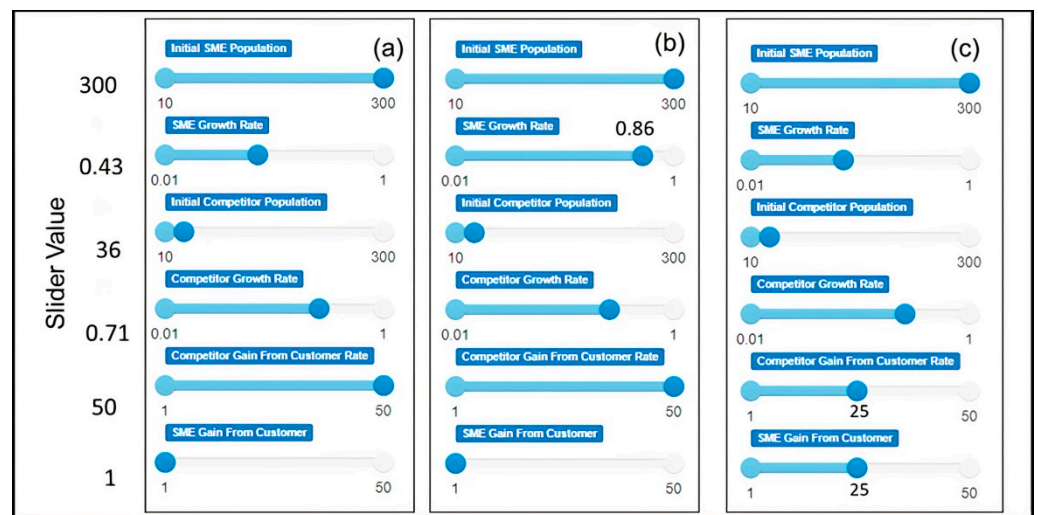 Slider Value
300
0.43
36
0.71
50
1
(a)
Initial SME Population
10 300
SME Growth Rate
0.01 1
Initial Competitor Population
10 300
Competitor Growth Rate
0.01 1
Competitor Gain From Customer Rate
1 50
SME Gain From Customer
1 50
(b)
Initial SME Population
10 300
SME Growth Rate 0.86
0.01 1
Initial Competitor Population
10 300
Competitor Growth Rate
0.01 1
Competitor Gain From Customer Rate
1 50
SME Gain From Customer
1 50
(c)
Initial SME Population
10 300
SME Growth Rate
0.01 1
Initial Competitor Population
10 300
Competitor Growth Rate
0.01 1
Competitor Gain From Customer Rate
1 25 50
SME Gain From Customer
1 25 50